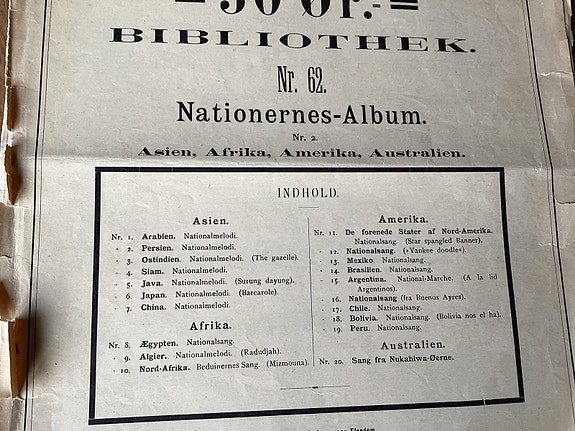 50 Ør.
BIBLIOTHEK.
Nr. 62.
Nationernes-Album.
Nr. 2.
Asien, Afrika, Amerika, Australien.
INDHOLD.
Asien.
Nr. 1. Arabien. Nationalmelodi.
- 2. Persien. Nationalmelodi.
- 3. Ostindien. Nationalmelodi. (The gazelle).
- 4. Siam. Nationalmelodi.
- 5. Java. Nationalmelodi. (Surung dayung).
- 6. Japan. Nationalmelodi. (Barcarole).
- 7. China. Nationalmelodi.
Afrika.
Nr. 8. Ægypten. Nationalsang.
- 9. Algier. Nationalmelodi. (Radudjah).
- 10. Nord-Afrika. Beduinernes Sang. (Mizmouna).
Amerika.
Nr. 11. De forenede Stater af Nord-Amerika.
Nationalsang. (Star spangled Banner).
- 12. Nationalsang. (»Yankee doodle«).
- 13. Mexiko. Nationalsang.
- 14. Brasilien. Nationalsang.
- 15. Argentina. National-Marche. (A la lid
Argentinos).
- 16. Nationalsang (fra Buenos Ayres).
- 17. Chile. Nationalsang.
- 18. Bolivia. Nationalsang. (Bolivia nos el ha).
- 19. Peru. Nationalsang.
Australien.
Nr. 20. Sang fra Nukahiwa-Øerne.